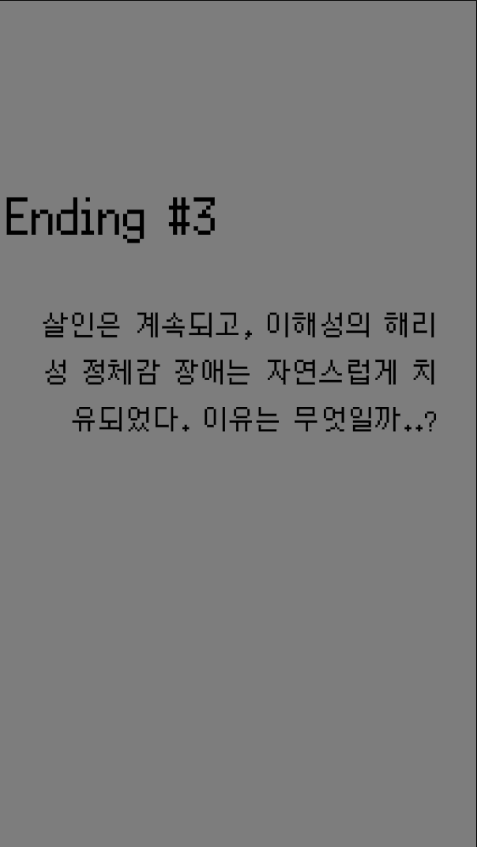 Ending #3
살인은 계속되고, 이해성의 해리
성 정체감 장애는 자연스럽게 치
유되었다. 이유는 무엇일까..?